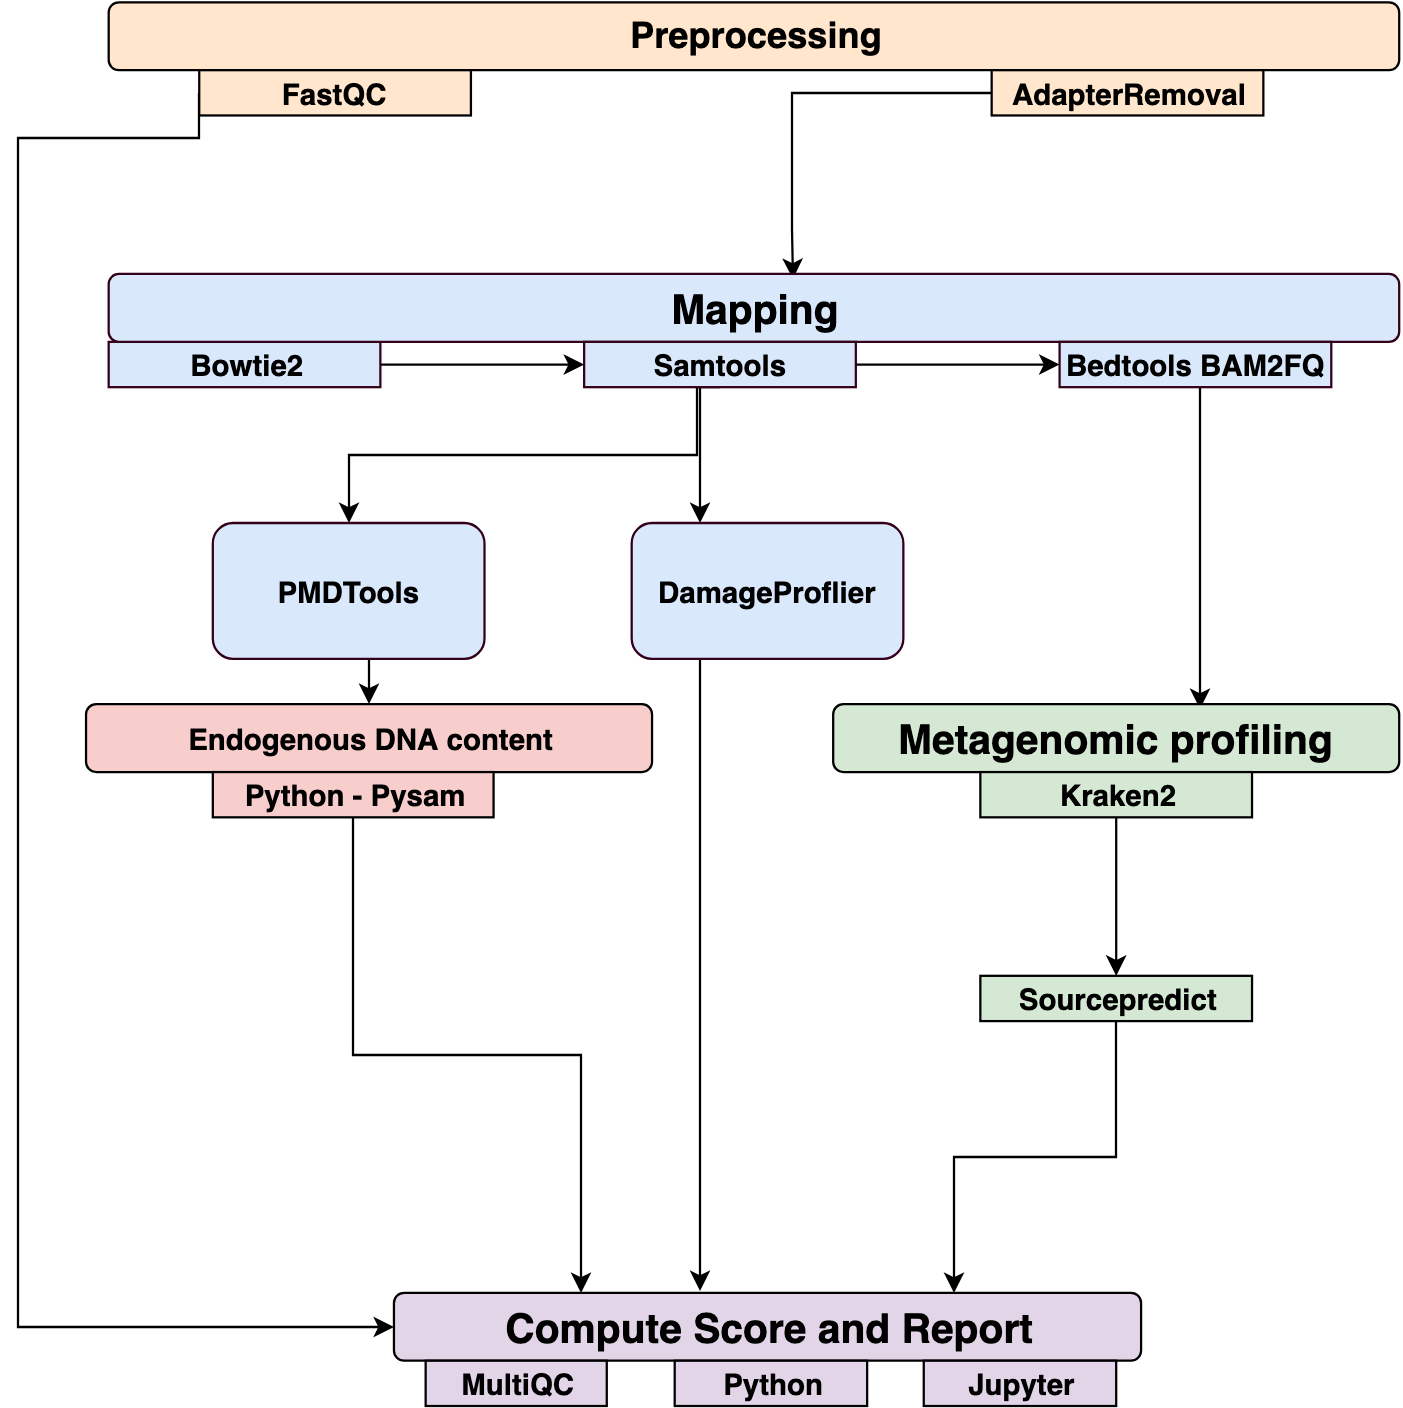 Preprocessing
FastQC
AdapterRemoval
Mapping
Bowtie2
Samtools
Bedtools BAM2FQ
PMDTools
DamageProflier
Endogenous DNA content
Python - Pysam
Metagenomic profiling
Kraken2
Sourcepredict
Compute Score and Report
MultiQC
Python
Jupyter